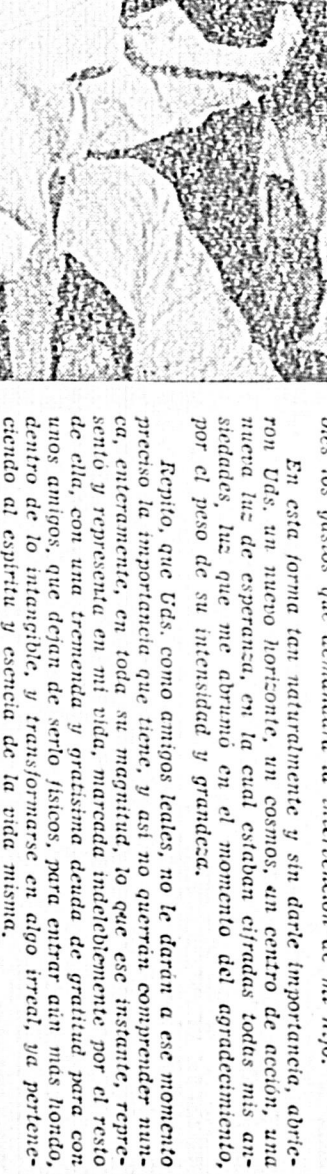 bles los gastos que
En esta forma tan naturalmente y sin darle importancia, abrie-
ron Uds. un nuevo horizonte, un cosmos, un centro de acción, una
nueva luz de esperanza, en la cual estaban cifradas todas mis an-
siedades, luz que me abrumó en el momento del agradecimiento,
por el peso de su intensidad y grandeza.
Repito, que Uds. como amigos leales, no le darán a ese momento
preciso la importancia que tiene, y así no querrán comprender nun-
ca, enteramente, en toda su magnitud, lo que ese instante, repre-
sentó y representa en mi vida, marcada indeleblemente por el resto
de ella, con una tremenda y gratísima deuda de gratitud para con
unos amigos, que dejan de serlo físicos, para entrar aún más hondo,
dentro de lo intangible, y transformarse en algo irreal, ya pertene-
ciendo al espíritu y esencia de la vida misma.